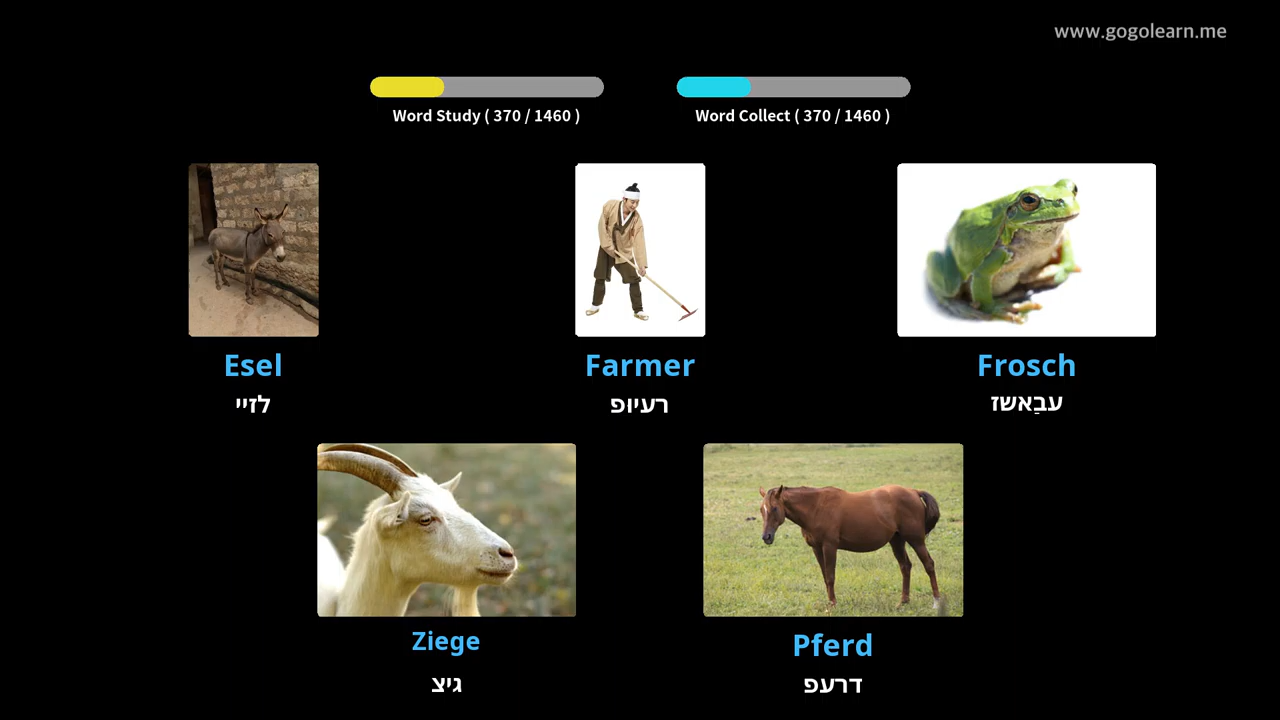 www.gogolearn.me
Word Study ( 370 / 1460 )
Word Collect ( 370 / 1460 )
Esel
לזיי
Farmer
רעיופ
Frosch
עבַאשז
Ziege
גיצ
Pferd
דרעפ